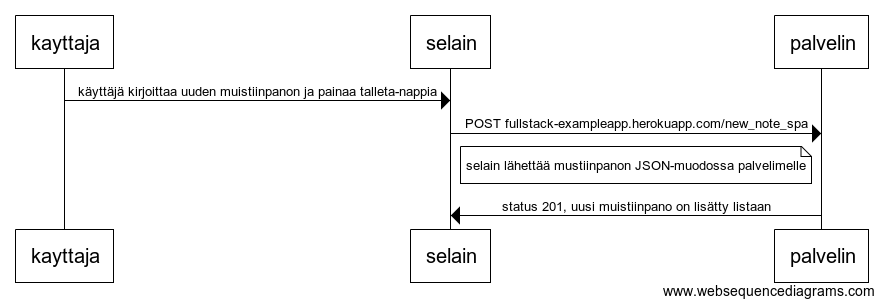 kayttaja selain palvelin
käyttäjä kirjoittaa uuden muistiinpanon ja painaa talleta-nappia
POST fullstack-exampleapp.herokuapp.com/new_note_spa
selain lähettää mustiinpanon JSON-muodossa palvelimelle
status 201, uusi muistiinpano on lisätty listaan
kayttaja selain palvelin
www.websequencediagrams.com